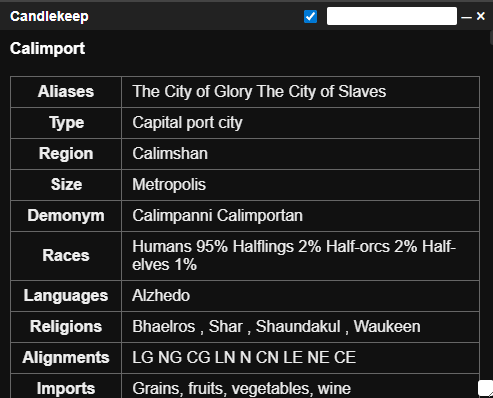 Candlekeep
Calimport
Aliases The City of Glory The City of Slaves
Type Capital port city
Region Calimshan
Size Metropolis
Demonym Calimpanni Calimportan
Races Humans 95% Halflings 2% Half-orcs 2% Half-
elves 1%
Languages Alzhedo
Religions Bhaelros , Shar , Shaundakul , Waukeen
Alignments LG NG CG LN N CN LE NE CE
Imports Grains, fruits, vegetables, wine